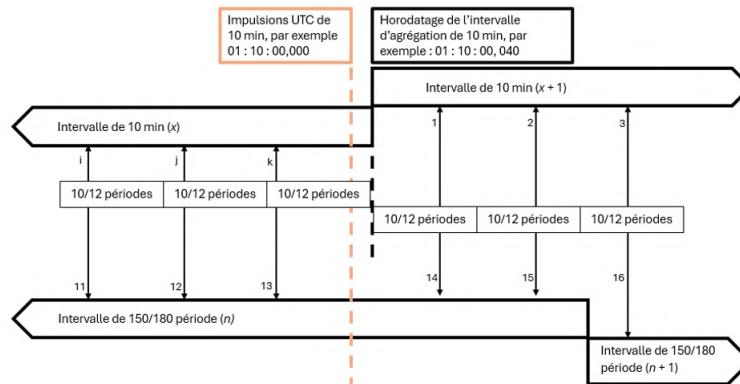 Impulsions UTC de
10 min, par exemple
01 : 10 : 00,000
Horodatage de l'intervalle
d'agrégation de 10 min, par
exemple : 01 : 10 : 00, 040
Intervalle de 10 min (x + 1)
Intervalle de 10 min (x)
1
2
3
i
j
k
10/12 périodes
10/12 périodes
10/12 périodes
10/12 périodes
10/12 périodes
10/12 périodes
11
12
13
14
15
16
Intervalle de 150/180 période (n)
Intervalle de 150/180
période (n + 1)